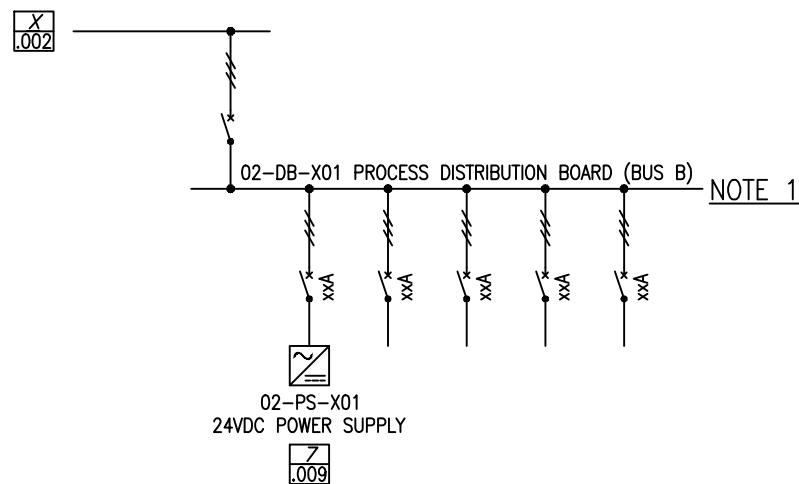 X
.002
02-DB-X01 PROCESS DISTRIBUTION BOARD (BUS B)
NOTE 1
xxA
xxA
xxA
xxA
xxA
02-PS-X01
24VDC POWER SUPPLY
7
.009